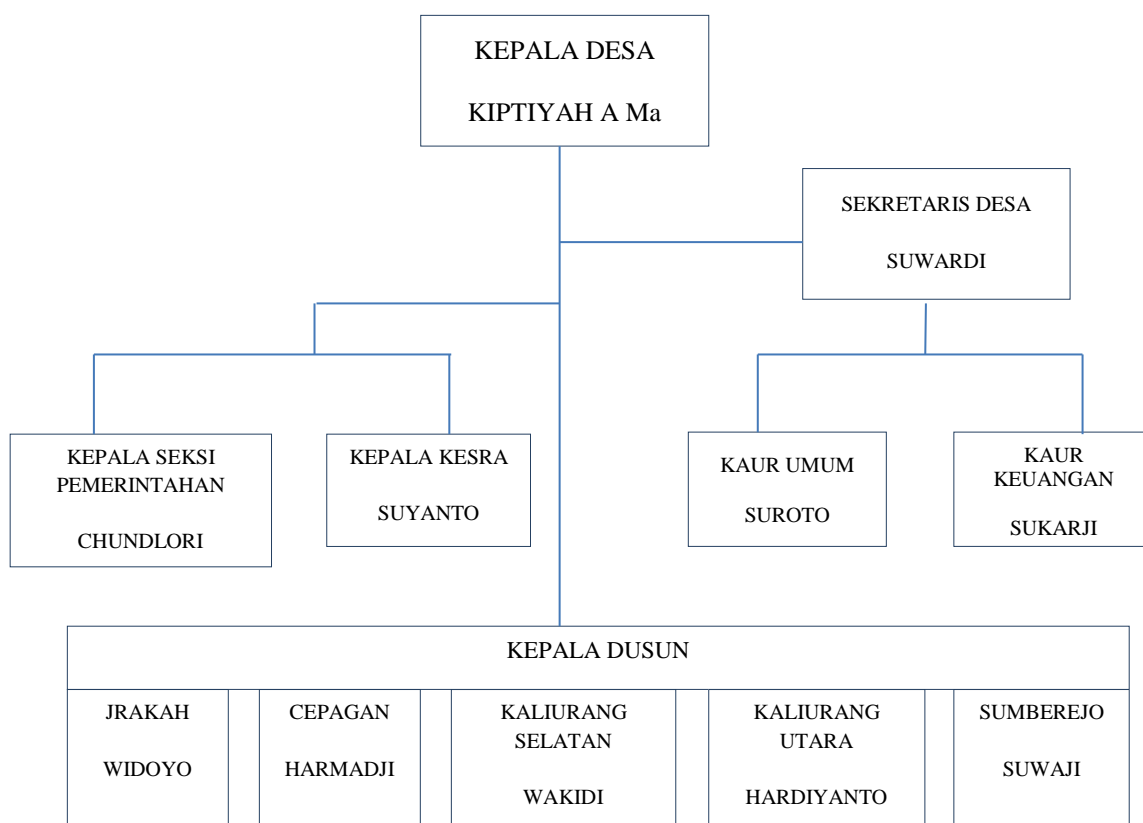 KEPALA DESA
KIPTIYAH A Ma
SEKRETARIS DESA
SUWARDI
KEPALA SEKSI
PEMERINTAHAN
CHUNDLORI
KEPALA KESRA
SUYANTO
KAUR UMUM
SUROTO
KAUR
KEUANGAN
SUKARJI
KEPALA DUSUN
JRAKAH
WIDOYO
CEPAGAN
HARMADJI
KALIURANG
SELATAN
WAKIDI
KALIURANG
UTARA
HARDIYANTO
SUMBEREJO
SUWAJI